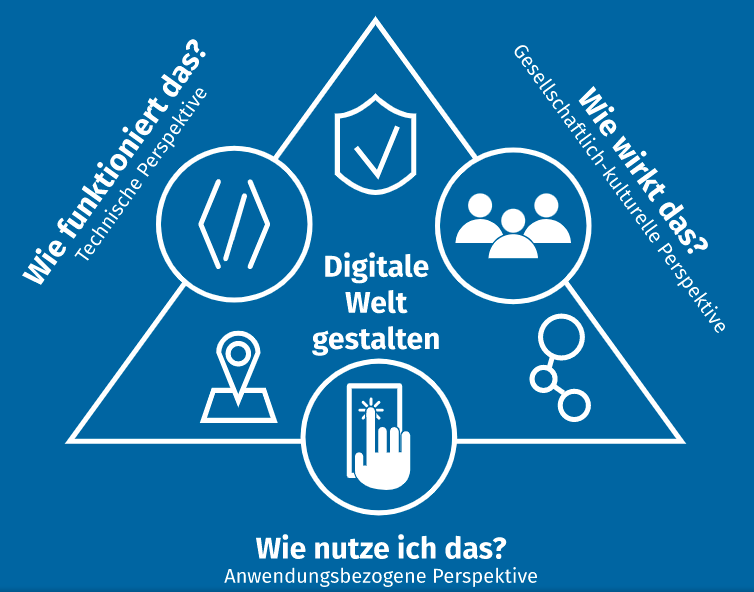 Wie funktioniert das?
Technische Perspektive
Wie wirkt das?
Gesellschaftlich-kulturelle Perspektive
Digitale
Welt
gestalten
Wie nutze ich das?
Anwendungsbezogene Perspektive